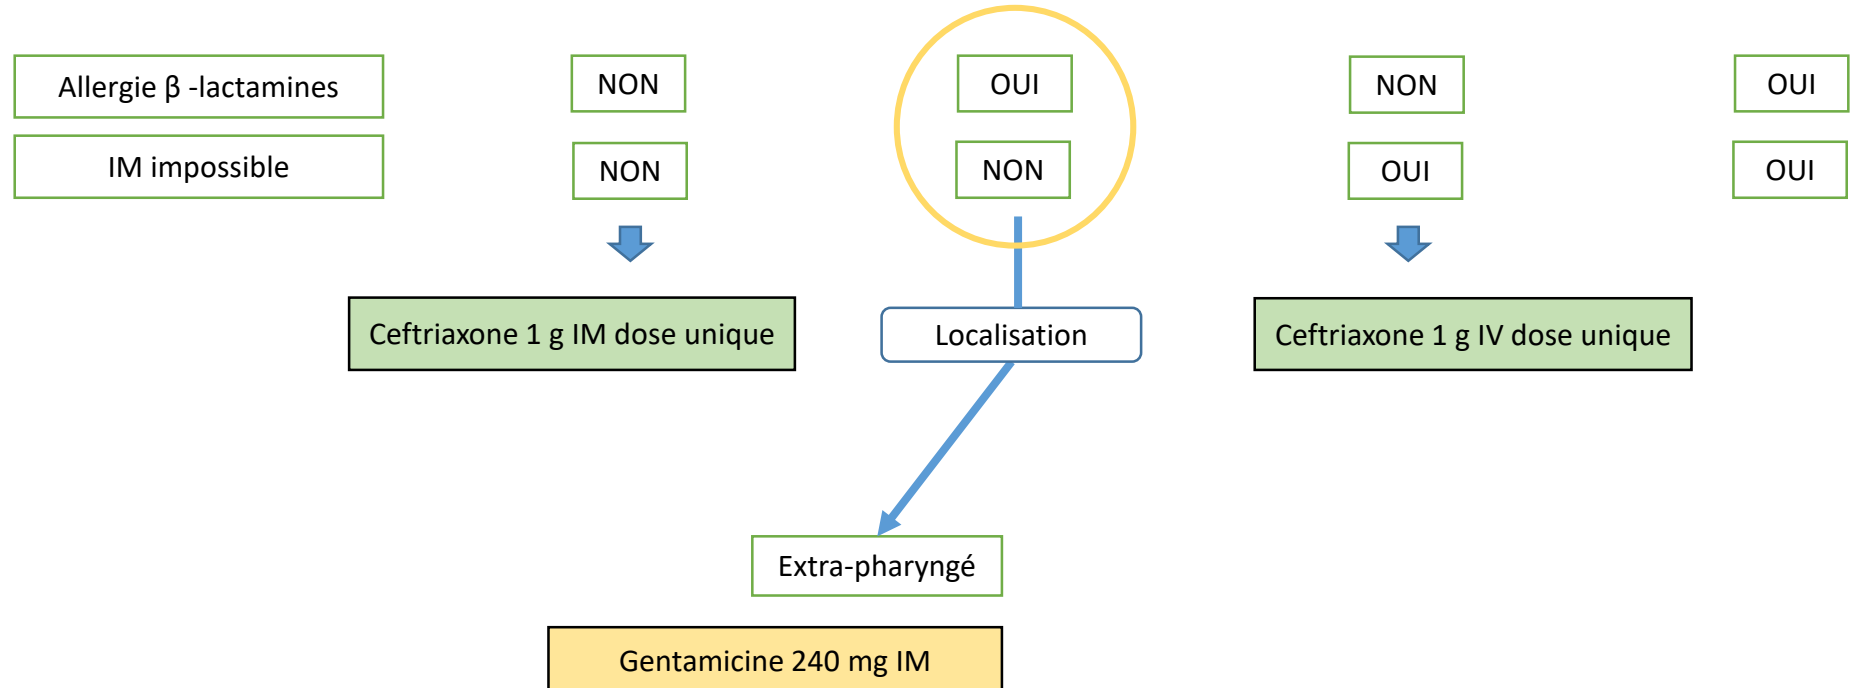 Allergie β -lactamines
NON
OUI
NON
OUI
IM impossible
NON
NON
OUI
OUI
Ceftriaxone 1 g IM dose unique
Localisation
Ceftriaxone 1 g IV dose unique
Extra-pharyngé
Gentamicine 240 mg IM